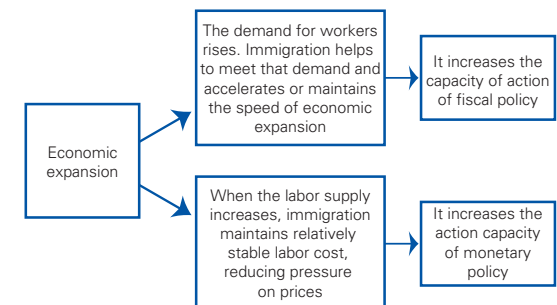 Economic
expansion
The demand for workers
rises. Immigration helps
to meet that demand and
accelerates or maintains
the speed of economic
expansion
It increases the
capacity of action
of fiscal policy
When the labor supply
increases, immigration
maintains relatively
stable labor cost,
reducing pressure
on prices
It increases the
action capacity
of monetary
policy